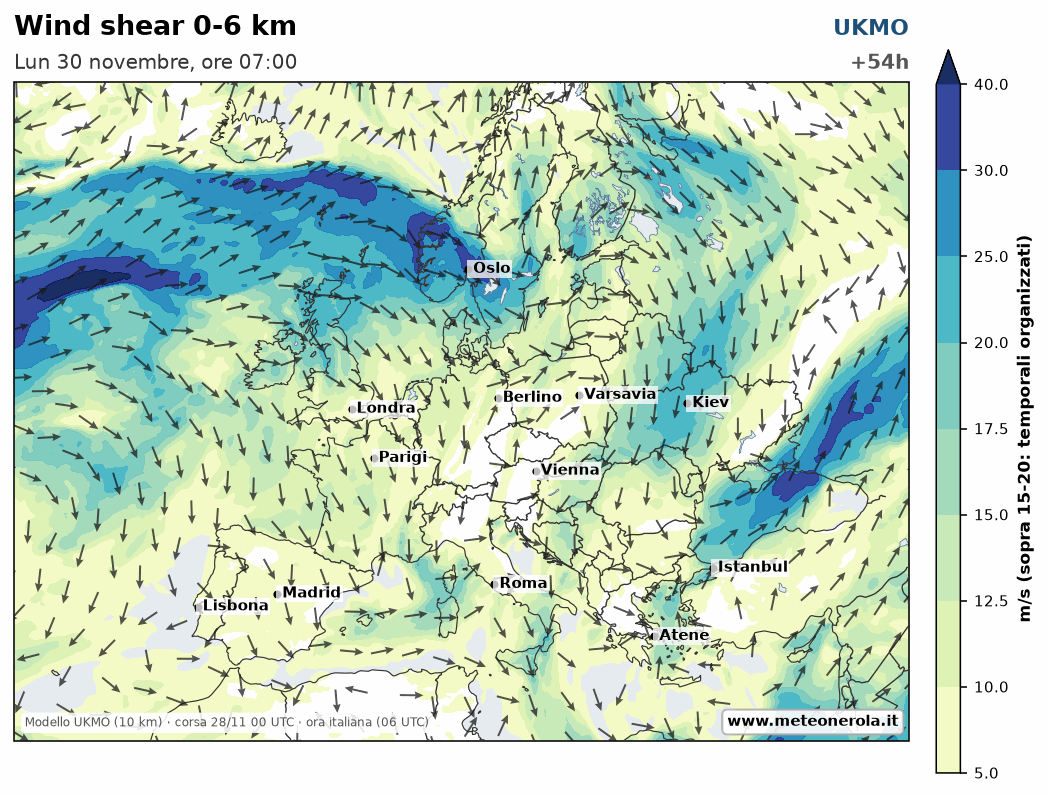 Wind shear 0-6 km
UKMO
Lun 30 novembre, ore 07:00
+54h
40.0
30.0
25.0
20.0
17.5
15.0
12.5
10.0
5.0
m/s (sopra 15-20: temporali organizzati)
Oslo
Berlino
Varsavia
Londra
Kiev
Parigi
Vienna
Istanbul
Roma
Madrid
Lisbona
Atene
Modello UKMO (10 km) · corsa 28/11 00 UTC · ora italiana (06 UTC)
www.meteonerola.it